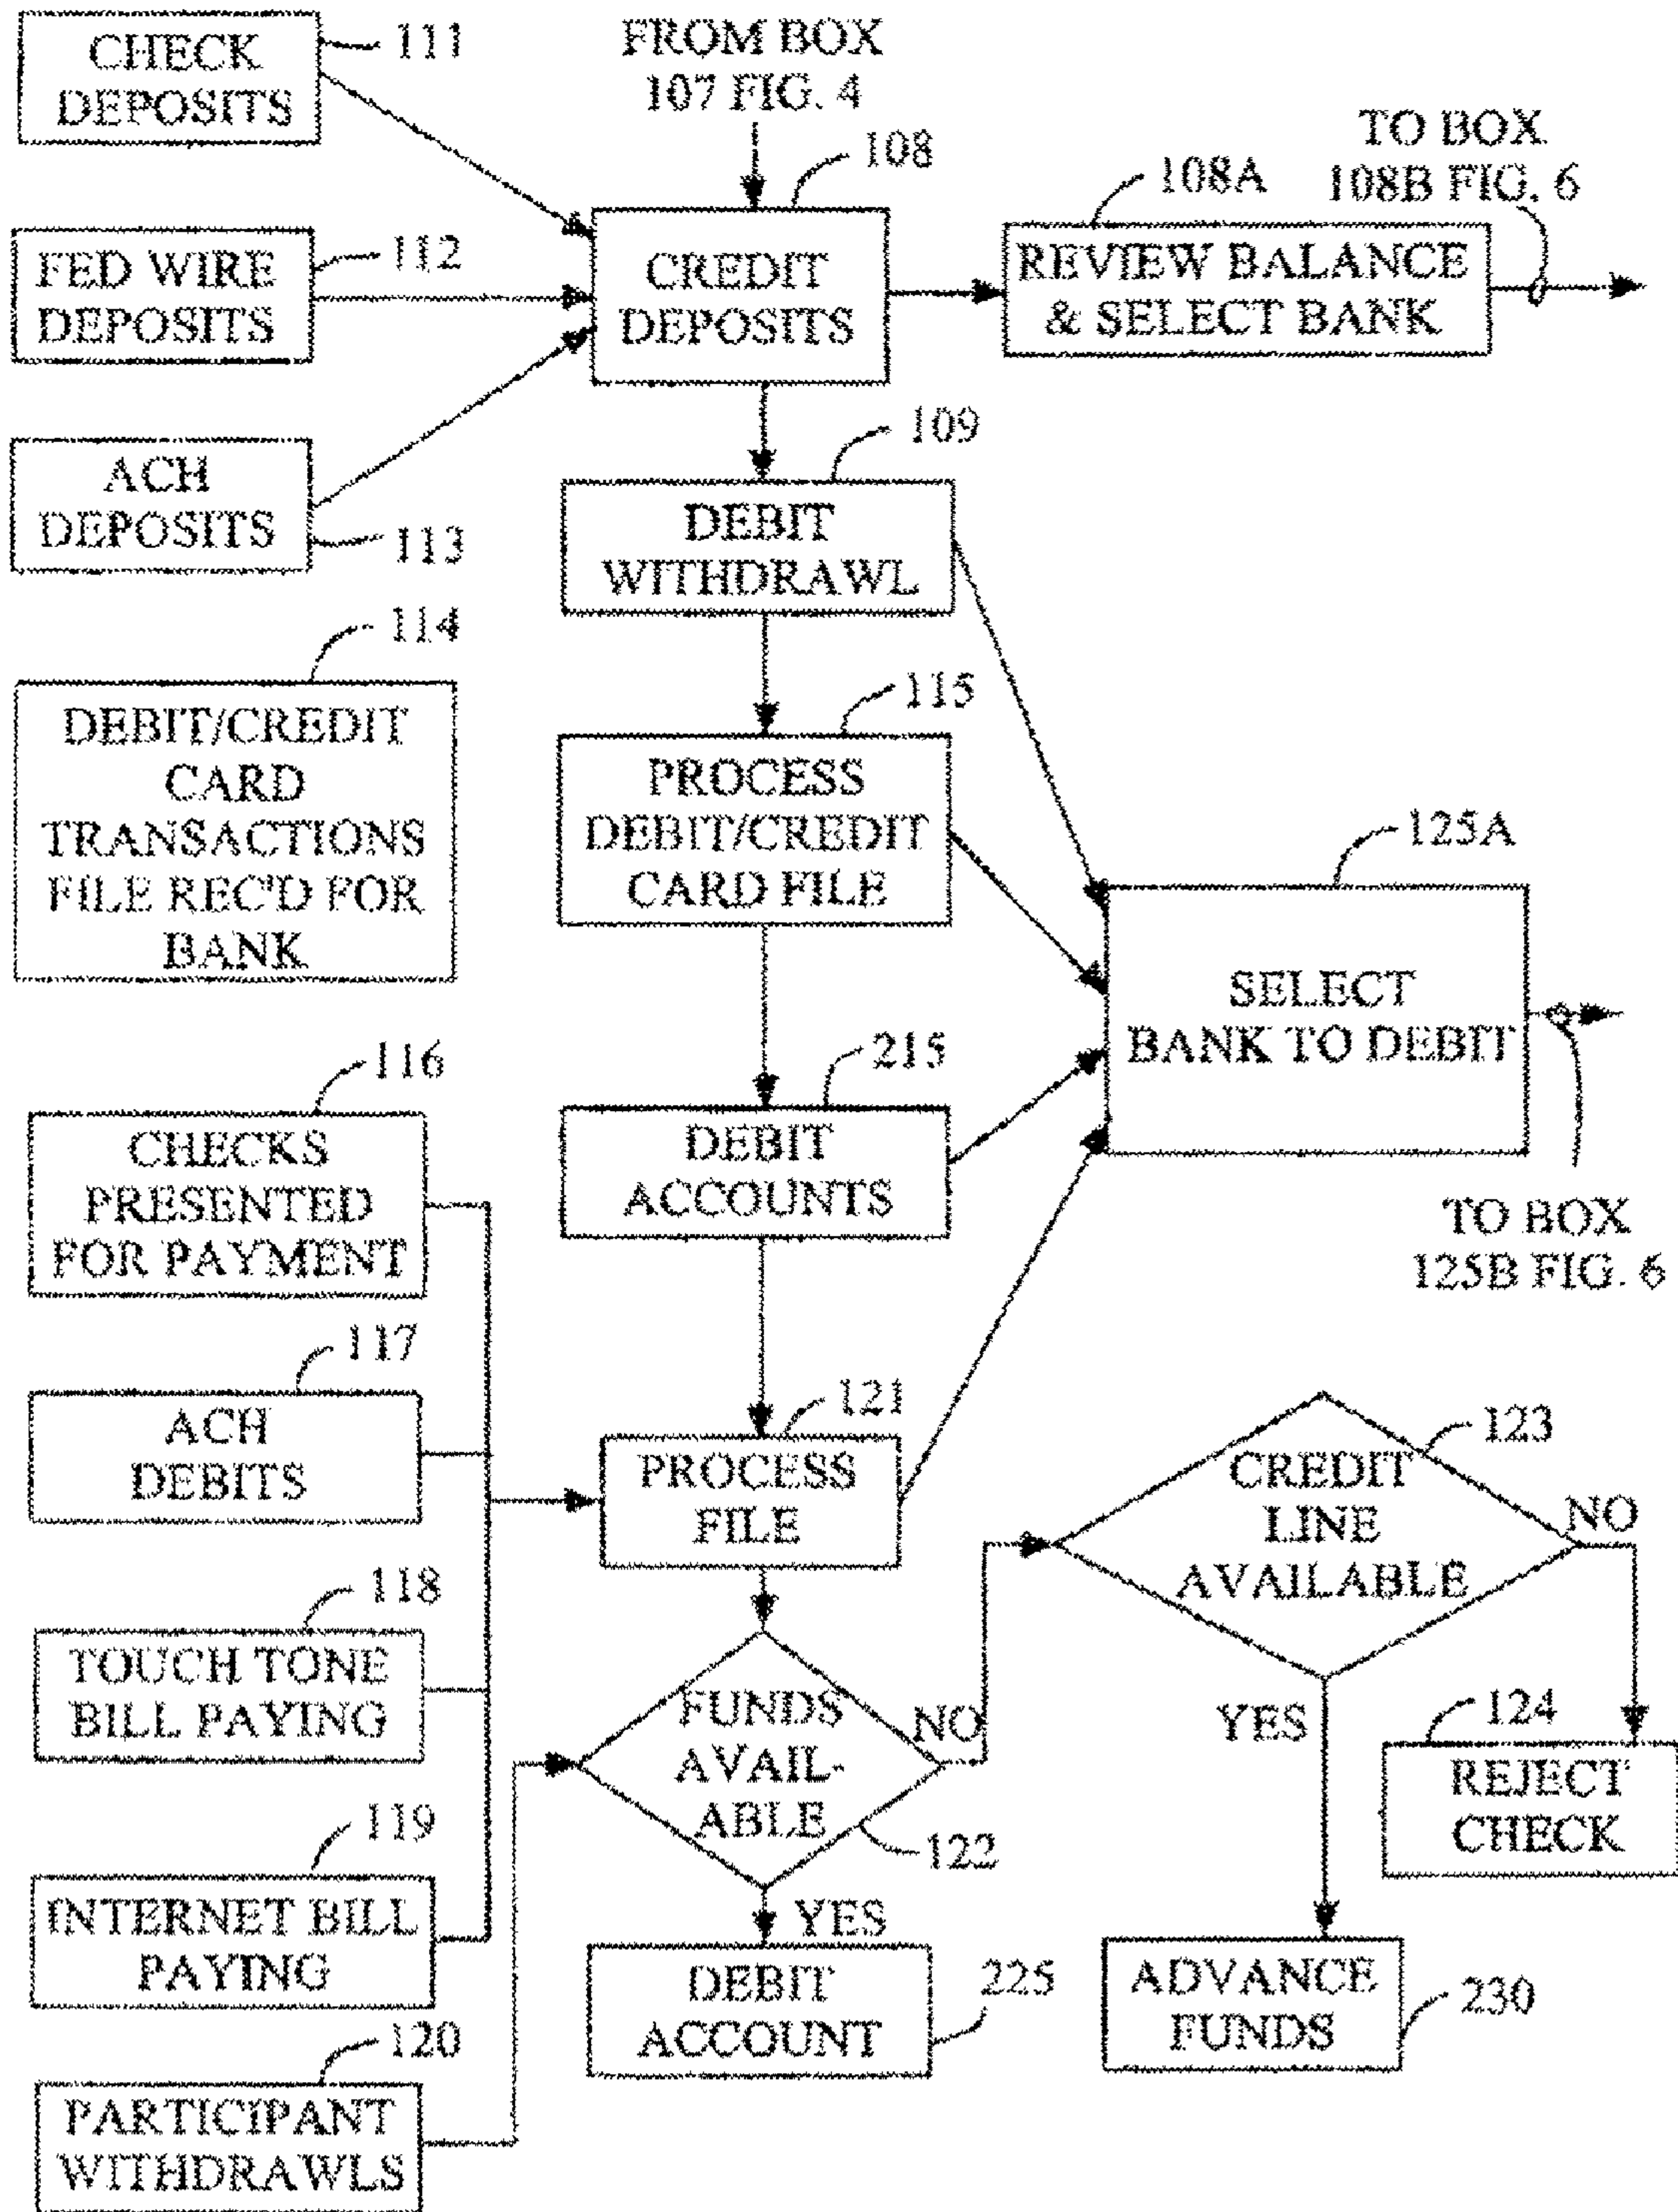 CHECK
DEPOSITS
111
FROM BOX
107 FIG. 4
108
TO BOX
108B FIG. 6
108A
FED WIRE
DEPOSITS
112
CREDIT
DEPOSITS
REVIEW BALANCE
& SELECT BANK
ACH
DEPOSITS
113
109
DEBIT
WITHDRAWL
114
DEBIT/CREDIT
CARD
TRANSACTIONS
FILE REC'D FOR
BANK
115
PROCESS
DEBIT/CREDIT
CARD FILE
125A
SELECT
BANK TO DEBIT
116
CHECKS
PRESENTED
FOR PAYMENT
215
DEBIT
ACCOUNTS
TO BOX
125B FIG. 6
117
ACH
DEBITS
121
PROCESS
FILE
123
CREDIT
LINE
AVAILABLE
NO
118
TOUCH TONE
BILL PAYING
FUNDS
AVAIL-
ABLE
NO
122
YES
124
REJECT
CHECK
119
INTERNET BILL
PAYING
YES
DEBIT
ACCOUNT
225
ADVANCE
FUNDS
230
120
PARTICIPANT
WITHDRAWLS